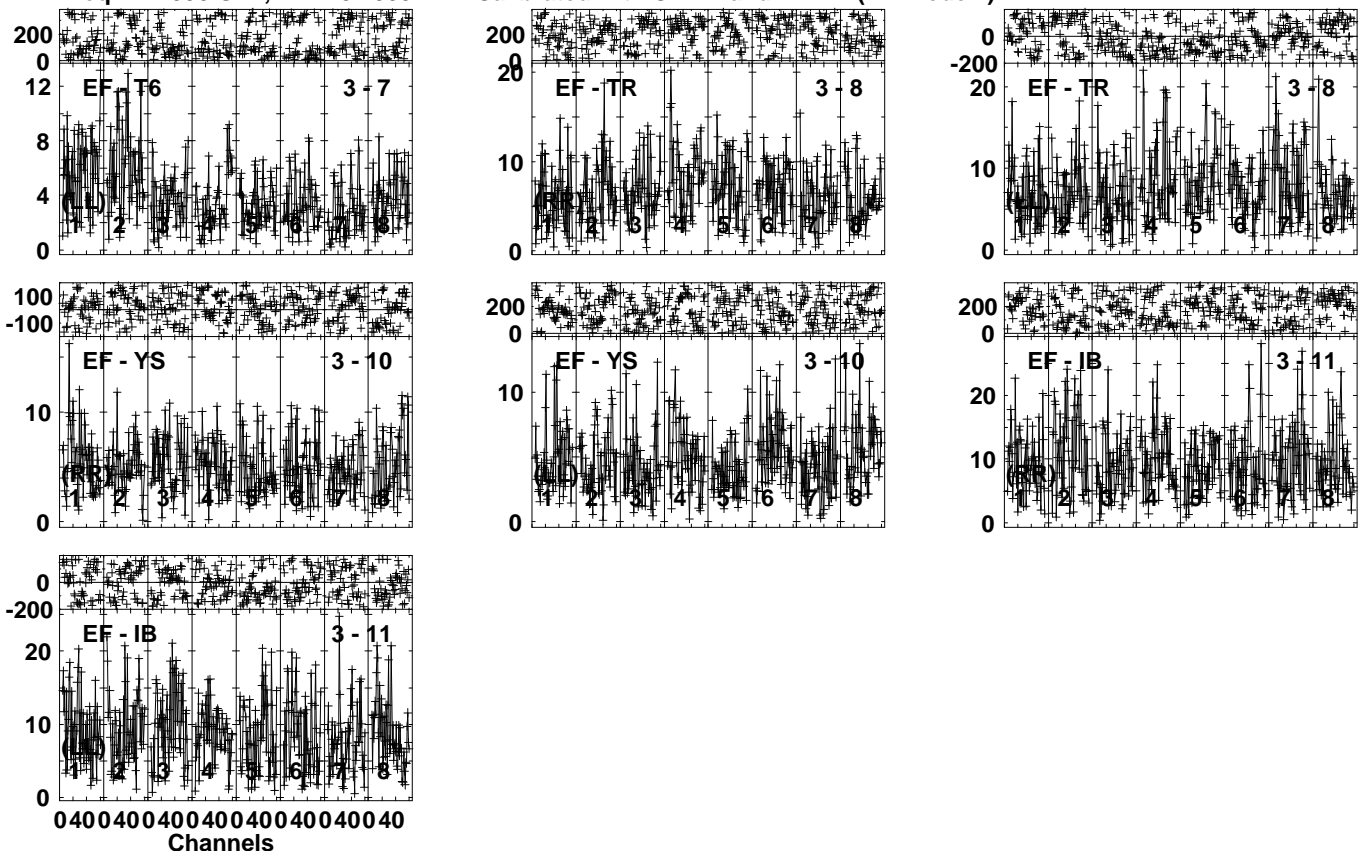 400 200 0
EF - T6 3 - 7
12 8 4 0
(LL)
1 2 3 4 5 6 7 8
400 200 0
EF - TR 3 - 8
20 10 0
(RR)
1 2 3 4 5 6 7 8
0 -200
EF - TR 3 - 8
20 10 0
(LL)
1 2 3 4 5 6 7 8
100 -100
EF - YS 3 - 10
10 0
(RR)
1 2 3 4 5 6 7 8
200 0
EF - YS 3 - 10
10 0
(LL)
1 2 3 4 5 6 7 8
200 0
EF - IB 3 - 11
20 10 0
(RR)
1 2 3 4 5 6 7 8
0 -200
EF - IB 3 - 11
20 10 0
(LL)
1 2 3 4 5 6 7 8
0 40 0 40 0 40 0 40 0 40 0 40 0 40 0 40
Channels